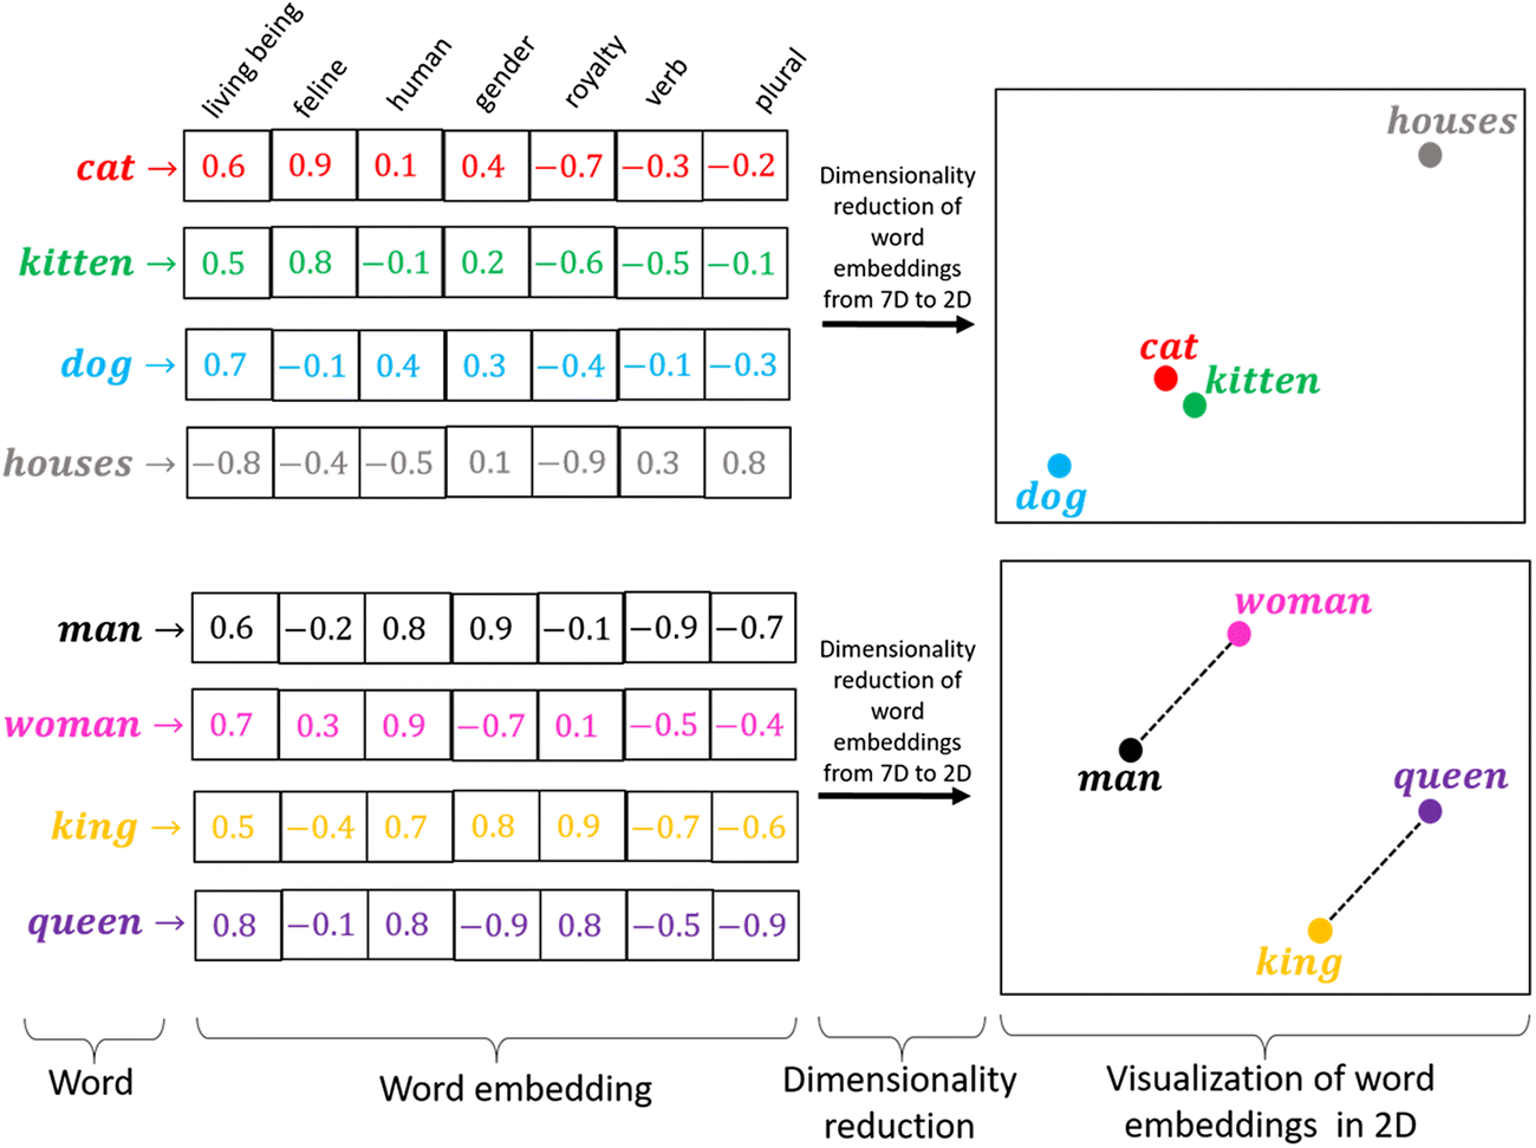 living being feline human gender royalty verb plural
cat → 0.6 0.9 0.1 0.4 −0.7 −0.3 −0.2
kitten → 0.5 0.8 −0.1 0.2 −0.6 −0.5 −0.1
dog → 0.7 −0.1 0.4 0.3 −0.4 −0.1 −0.3
houses → −0.8 −0.4 −0.5 0.1 −0.9 0.3 0.8
Dimensionality
reduction of
word
embeddings
from 7D to 2D
houses
cat
kitten
dog
man → 0.6 −0.2 0.8 0.9 −0.1 −0.9 −0.7
woman → 0.7 0.3 0.9 −0.7 0.1 −0.5 −0.4
king → 0.5 −0.4 0.7 0.8 0.9 −0.7 −0.6
queen → 0.8 −0.1 0.8 −0.9 0.8 −0.5 −0.9
Dimensionality
reduction of
word
embeddings
from 7D to 2D
woman
man
queen
king
Word
Word embedding
Dimensionality
reduction
Visualization of word
embeddings in 2D